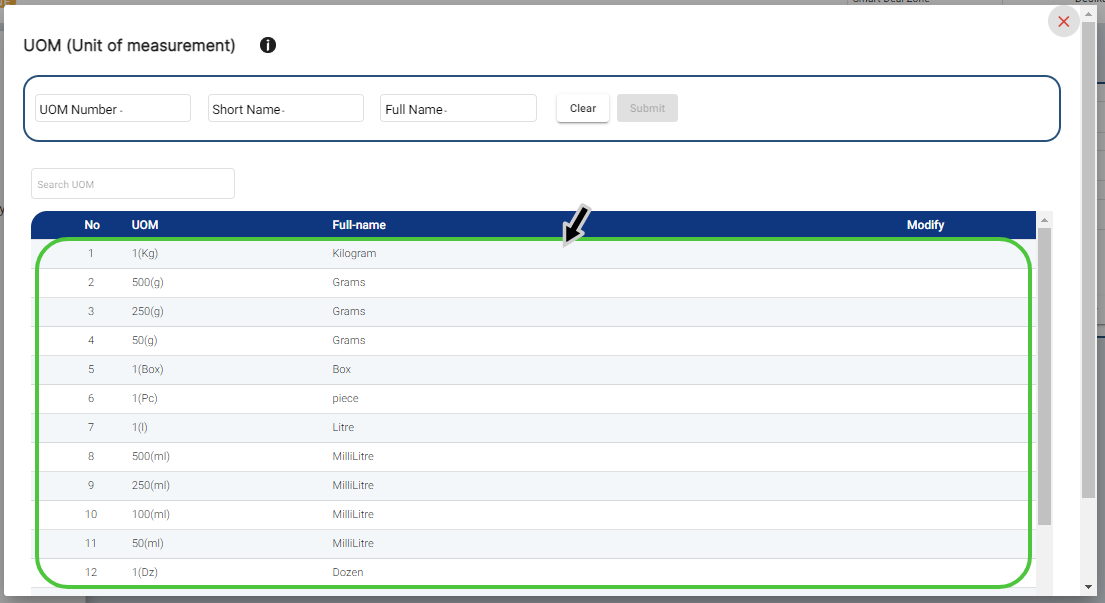 Smart Deal Zone
UOM (Unit of measurement) i
UOM Number - Short Name - Full Name - Clear Submit
Search UOM
No UOM Full-name Modify
1 1(Kg) Kilogram
2 500(g) Grams
3 250(g) Grams
4 50(g) Grams
5 1(Box) Box
6 1(Pc) piece
7 1(l) Litre
8 500(ml) MilliLitre
9 250(ml) MilliLitre
10 100(ml) MilliLitre
11 50(ml) MilliLitre
12 1(Dz) Dozen